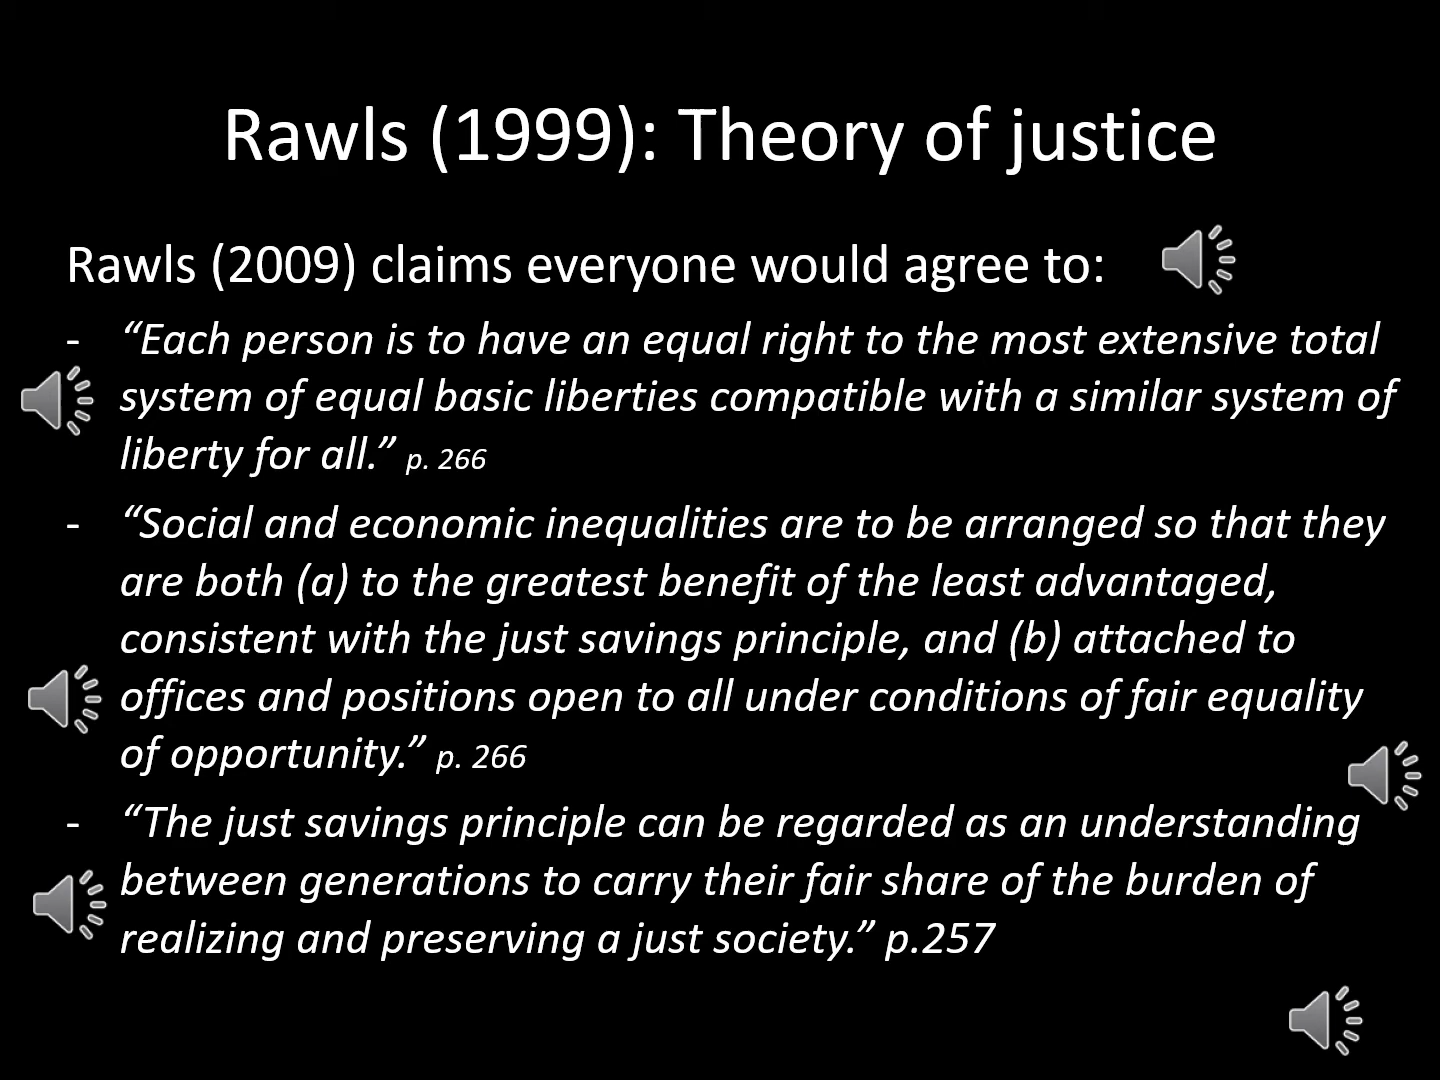 Rawls (1999): Theory of justice
Rawls (2009) claims everyone would agree to:
- “Each person is to have an equal right to the most extensive total
system of equal basic liberties compatible with a similar system of
liberty for all.” p. 266
- “Social and economic inequalities are to be arranged so that they
are both (a) to the greatest benefit of the least advantaged,
consistent with the just savings principle, and (b) attached to
offices and positions open to all under conditions of fair equality
of opportunity.” p. 266
- “The just savings principle can be regarded as an understanding
between generations to carry their fair share of the burden of
realizing and preserving a just society.” p.257